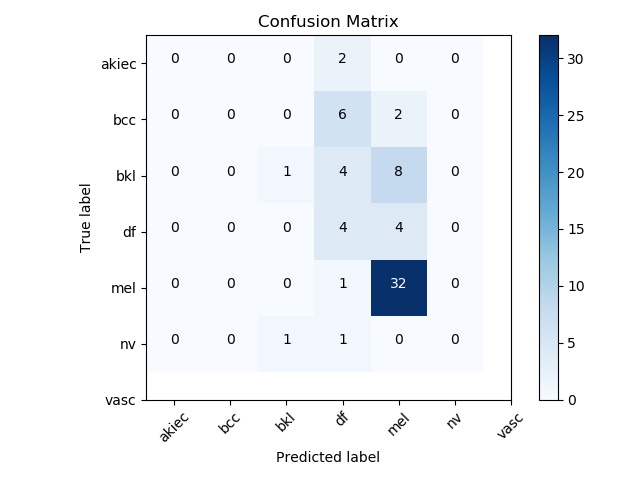 Confusion Matrix
akiec 0 0 0 2 0 0
bcc 0 0 0 6 2 0
bkl 0 0 1 4 8 0
df 0 0 0 4 4 0
mel 0 0 0 1 32 0
nv 0 0 1 1 0 0
vasc
akiec bcc bkl df mel nv vasc
Predicted label
True label
30
25
20
15
10
5
0